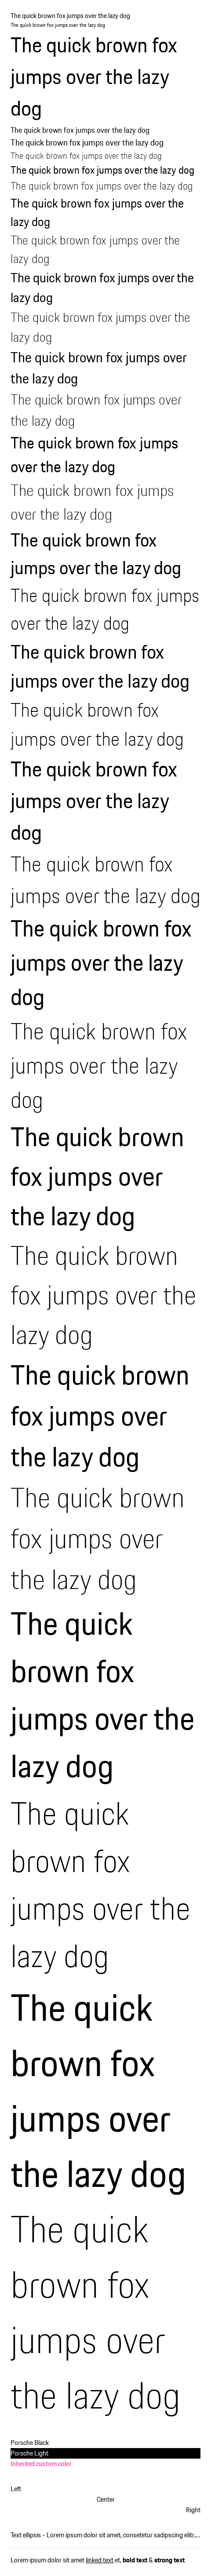 The quick brown fox jumps over the lazy dog
The quick brown fox jumps over the lazy dog
The quick brown fox
jumps over the lazy
dog
The quick brown fox jumps over the lazy dog
The quick brown fox jumps over the lazy dog
The quick brown fox jumps over the lazy dog
The quick brown fox jumps over the lazy dog
The quick brown fox jumps over the lazy dog
The quick brown fox jumps over the
lazy dog
The quick brown fox jumps over the
lazy dog
The quick brown fox jumps over the
lazy dog
The quick brown fox jumps over the
lazy dog
The quick brown fox jumps over
the lazy dog
The quick brown fox jumps over
the lazy dog
The quick brown fox jumps
over the lazy dog
The quick brown fox jumps
over the lazy dog
The quick brown fox
jumps over the lazy dog
The quick brown fox jumps
over the lazy dog
The quick brown fox
jumps over the lazy dog
The quick brown fox
jumps over the lazy dog
The quick brown fox
jumps over the lazy
dog
The quick brown fox
jumps over the lazy dog
The quick brown fox
jumps over the lazy
dog
The quick brown fox
jumps over the lazy
dog
The quick brown
fox jumps over
the lazy dog
The quick brown
fox jumps over the
lazy dog
The quick brown
fox jumps over
the lazy dog
The quick brown
fox jumps over
the lazy dog
The quick
brown fox
jumps over the
lazy dog
The quick
brown fox
jumps over the
lazy dog
The quick
brown fox
jumps over
the lazy dog
The quick
brown fox
jumps over
the lazy dog
Porsche Black
Porsche Light
Inherited custom color
Left
Center
Right
Text ellipsis - Lorem ipsum dolor sit amet, consetetur sadipscing elitr,...
Lorem ipsum dolor sit amet linked text et, bold text & strong text